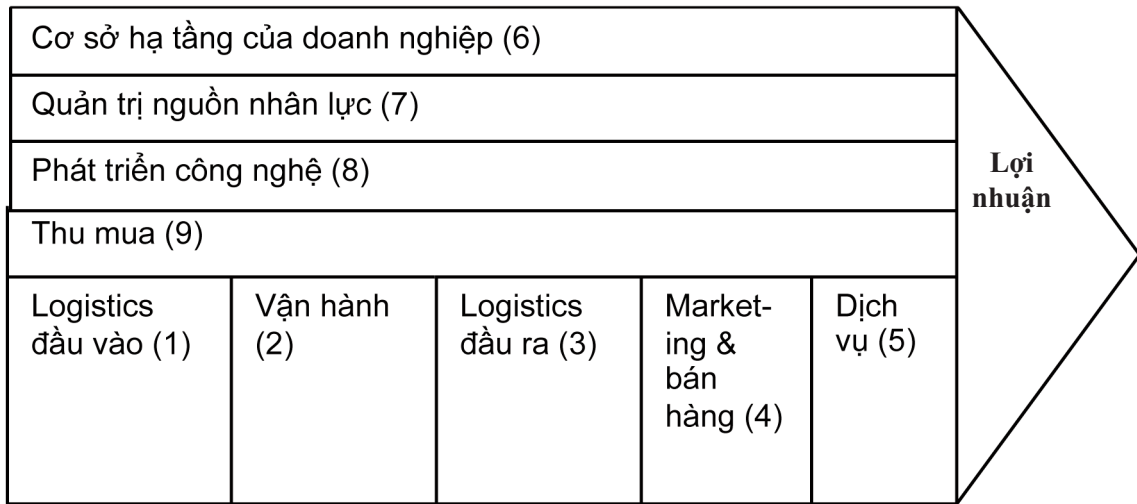 Cơ sở hạ tầng của doanh nghiệp (6)
Quản trị nguồn nhân lực (7)
Phát triển công nghệ (8)
Thu mua (9)
Lợi
nhuận
Logistics
đầu vào (1)
Vận hành
(2)
Logistics
đầu ra (3)
Market-
ing &
bán
hàng (4)
Dịch
vụ (5)